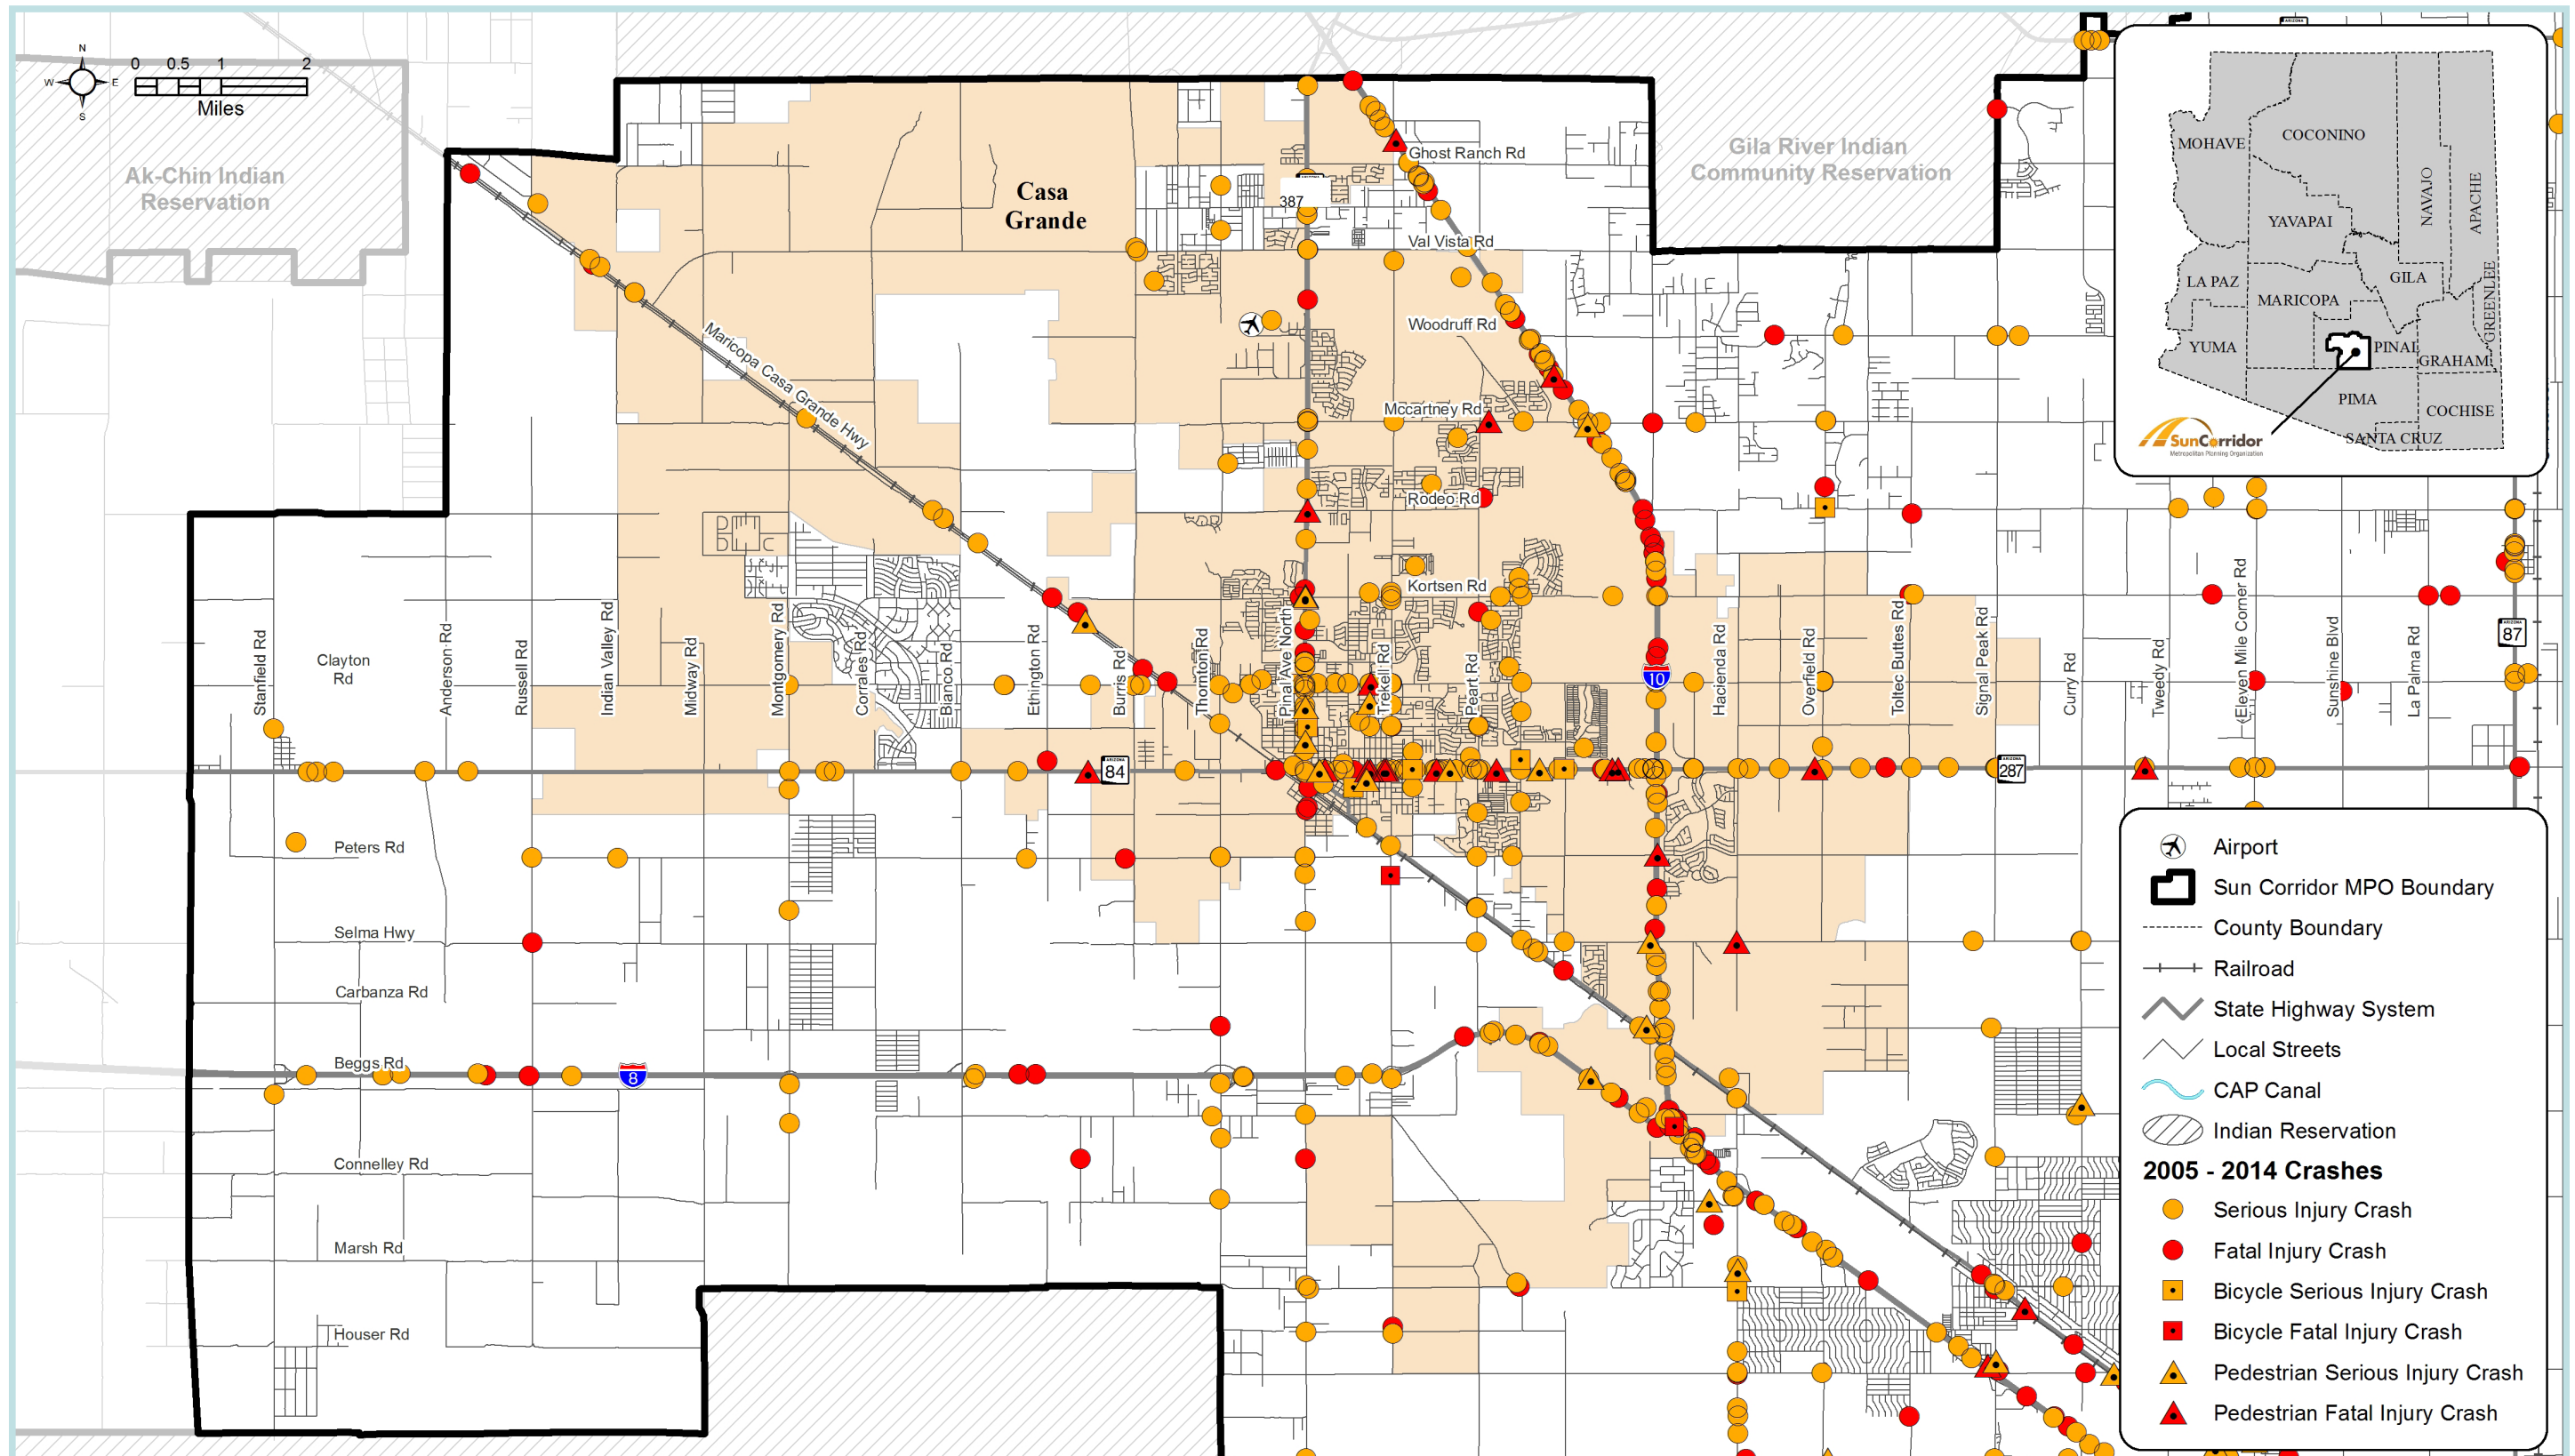 N
W E
S
0 0.5 1 2
Miles
Ak-Chin Indian
Reservation
Casa
Grande
Gila River Indian
Community Reservation
Ghost Ranch Rd
387
Val Vista Rd
Woodruff Rd
Maricopa Casa Grande Hwy
Mccartney Rd
Rodeo Rd
Kortsen Rd
Stanfield Rd
Clayton
Rd
Anderson Rd
Russell Rd
Indian Valley Rd
Midway Rd
Montgomery Rd
Corrales Rd
Bianco Rd
Ethington Rd
Burris Rd
Thornton Rd
Pinal Ave North
Trekell Rd
Peart Rd
10
Hacienda Rd
Overfield Rd
Toltec Buttes Rd
Signal Peak Rd
Curry Rd
Tweedy Rd
Eleven Mile Corner Rd
Sunshine Blvd
La Palma Rd
ARIZONA
87
ARIZONA
84
ARIZONA
287
Peters Rd
Selma Hwy
Carbanza Rd
Beggs Rd
8
Connelley Rd
Marsh Rd
Houser Rd
MOHAVE
COCONINO
NAVAJO
APACHE
YAVAPAI
LA PAZ
MARICOPA
GILA
GREENLEE
YUMA
PINAL
GRAHAM
PIMA
COCHISE
SANTA CRUZ
SunCorridor
Metropolitan Planning Organization
Airport
Sun Corridor MPO Boundary
County Boundary
Railroad
State Highway System
Local Streets
CAP Canal
Indian Reservation
2005 - 2014 Crashes
Serious Injury Crash
Fatal Injury Crash
Bicycle Serious Injury Crash
Bicycle Fatal Injury Crash
Pedestrian Serious Injury Crash
Pedestrian Fatal Injury Crash